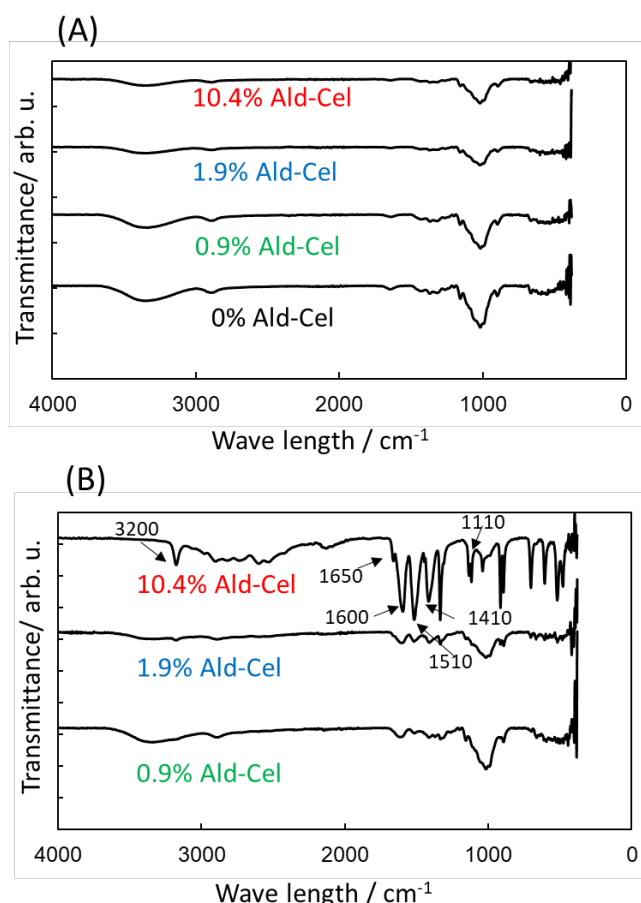 (A)
Transmittance/ arb. u.
10.4% Ald-Cel
1.9% Ald-Cel
0.9% Ald-Cel
0% Ald-Cel
4000 3000 2000 1000 0
Wave length / cm-1
(B)
Transmittance/ arb. u.
3200
1110
1650
10.4% Ald-Cel
1600
1410
1510
1.9% Ald-Cel
0.9% Ald-Cel
4000 3000 2000 1000 0
Wave length / cm-1